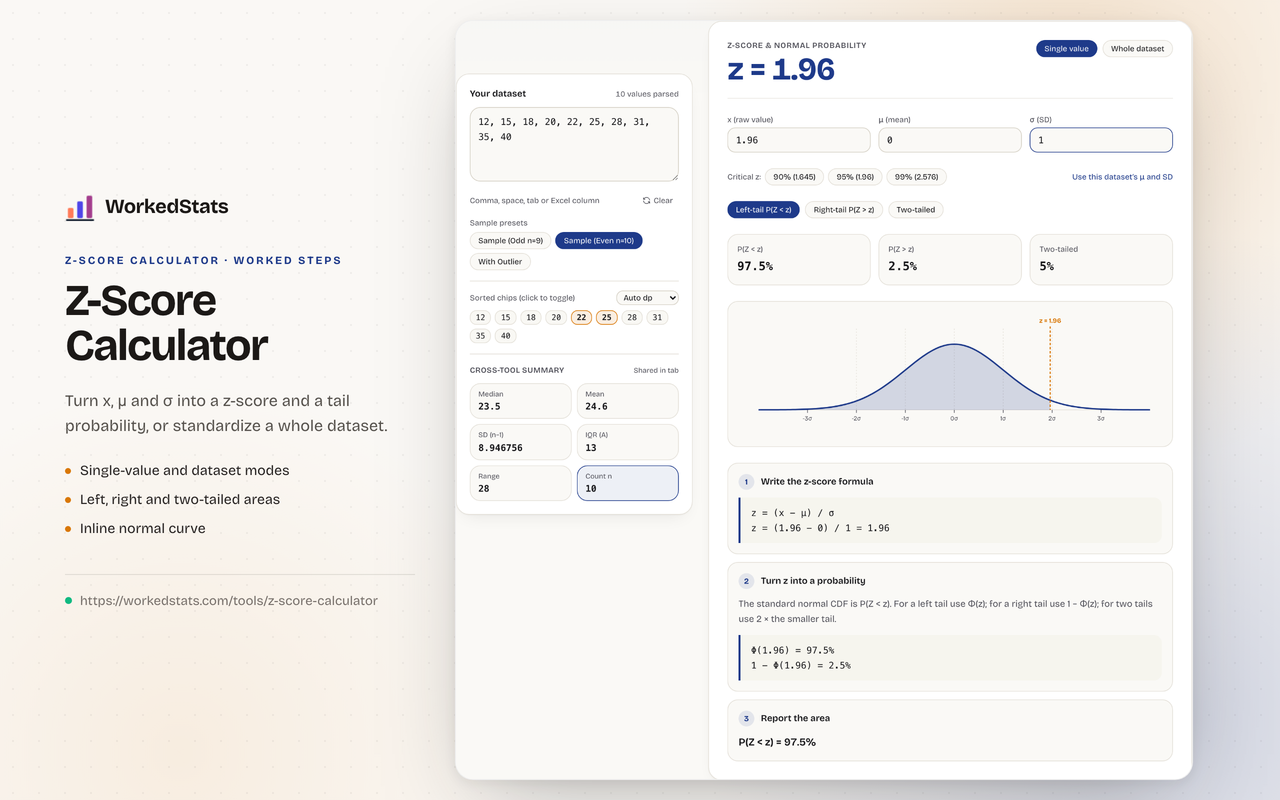 WorkedStats
Z-SCORE CALCULATOR · WORKED STEPS
Z-Score
Calculator
Turn x, μ and σ into a z-score and a tail
probability, or standardize a whole dataset.
Single-value and dataset modes
Left, right and two-tailed areas
Inline normal curve
https://workedstats.com/tools/z-score-calculator
Your dataset
10 values parsed
12, 15, 18, 20, 22, 25, 28, 31,
35, 40
Comma, space, tab or Excel column
Clear
Sample presets
Sample (Odd n=9)
Sample (Even n=10)
With Outlier
Sorted chips (click to toggle)
Auto dp
12 15 18 20 22 25 28 31
35 40
CROSS-TOOL SUMMARY
Shared in tab
Median
23.5
Mean
24.6
SD (n−1)
8.946756
IQR (A)
13
Range
28
Count n
10
Z-SCORE & NORMAL PROBABILITY
z = 1.96
Single value
Whole dataset
x (raw value)
1.96
μ (mean)
0
σ (SD)
1
Critical z:
90% (1.645)
95% (1.96)
99% (2.576)
Use this dataset's μ and SD
Left-tail P(Z < z)
Right-tail P(Z > z)
Two-tailed
P(Z < z)
97.5%
P(Z > z)
2.5%
Two-tailed
5%
z = 1.96
-3σ -2σ -1σ 0σ 1σ 2σ 3σ
1
Write the z-score formula
z = (x − μ) / σ
z = (1.96 − 0) / 1 = 1.96
2
Turn z into a probability
The standard normal CDF is P(Z < z). For a left tail use Φ(z); for a right tail use 1 − Φ(z); for two tails
use 2 × the smaller tail.
Φ(1.96) = 97.5%
1 − Φ(1.96) = 2.5%
3
Report the area
P(Z < z) = 97.5%